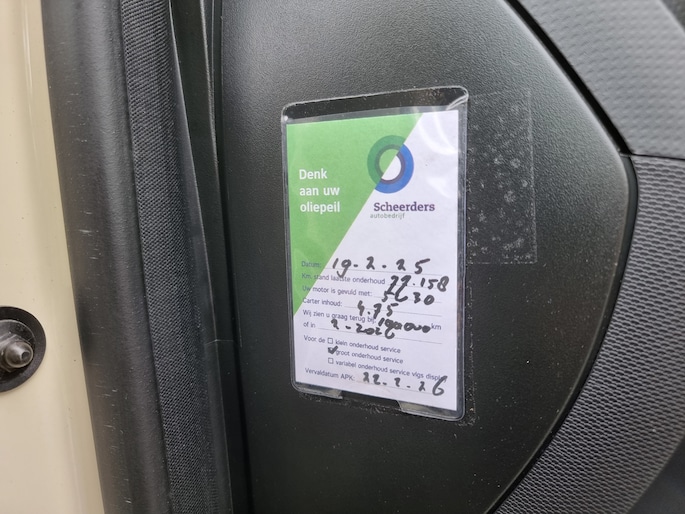 Denk
aan uw
oliepeil
Scheerders
autobedrijf
Datum: 19-2-25
Km. stand laatste onderhoud 77.158
Uw motor is gevuld met: 5W30
Carter inhoud: 4.75
Wij zien u graag terug bij km
of in 2-2026
Voor de klein onderhoud service
groot onderhoud service
variabel onderhoud service vlgs display
Vervaldatum APK: 22-2-26